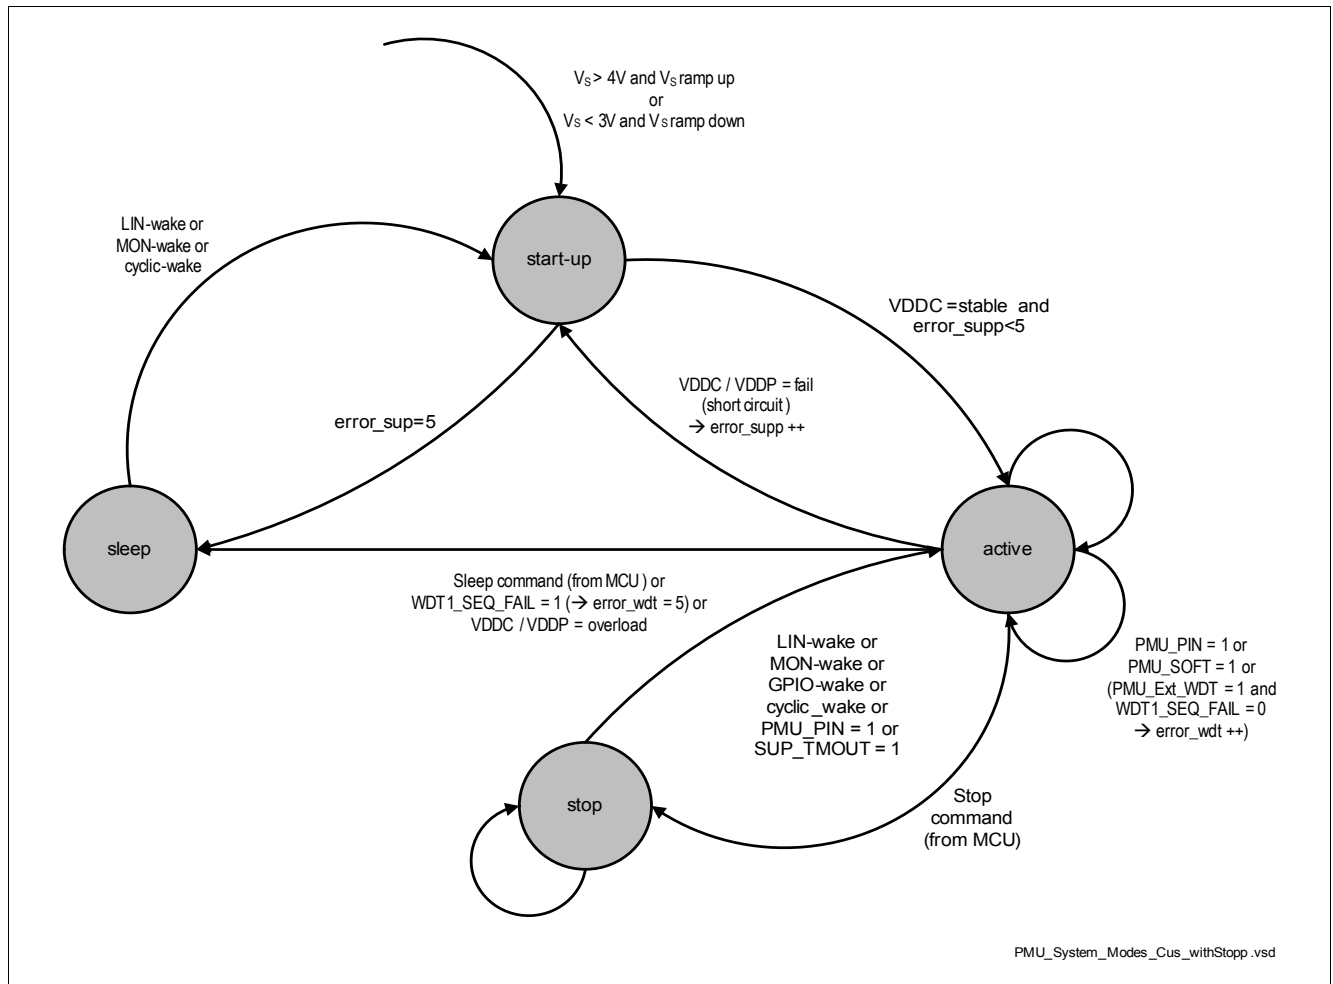 V_S > 4V and V_S ramp up
or
V_S < 3V and V_S ramp down
LIN-wake or
MON-wake or
cyclic-wake
start-up
VDDC =stable and
error_supp<5
VDDC / VDDP = fail
(short circuit )
→ error_supp ++
error_sup=5
sleep
active
Sleep command (from MCU ) or
WDT1_SEQ_FAIL = 1 (→ error_wdt = 5) or
VDDC / VDDP = overload
LIN-wake or
MON-wake or
GPIO-wake or
cyclic_wake or
PMU_PIN = 1 or
SUP_TMOUT = 1
PMU_PIN = 1 or
PMU_SOFT = 1 or
(PMU_Ext_WDT = 1 and
WDT1_SEQ_FAIL = 0
→ error_wdt ++)
stop
Stop
command
(from MCU)
PMU_System_Modes_Cus_withStopp .vsd